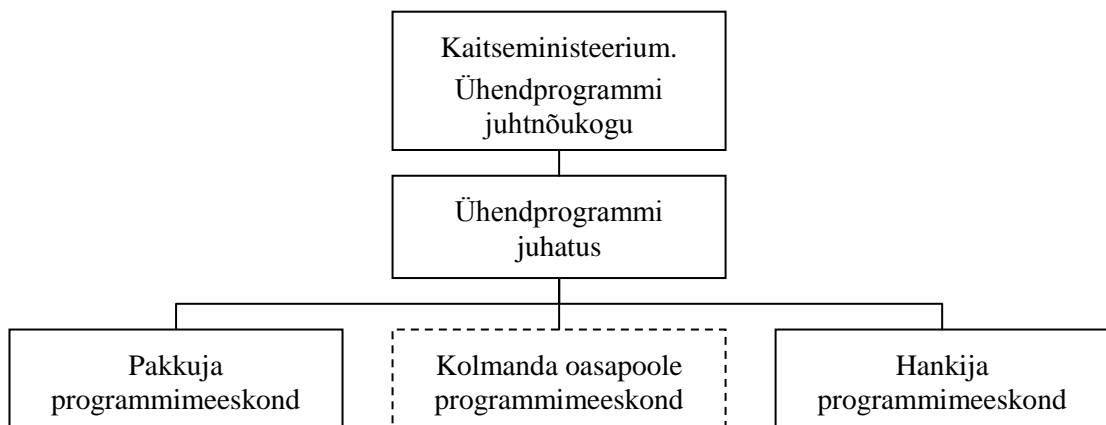 Kaitseministeerium.
Ühendprogrammi
juhtnõukogu
Ühendprogrammi
juhatus
Pakkuja
programmimeeskond
Kolmanda oasapoole
programmimeeskond
Hankija
programmimeeskond